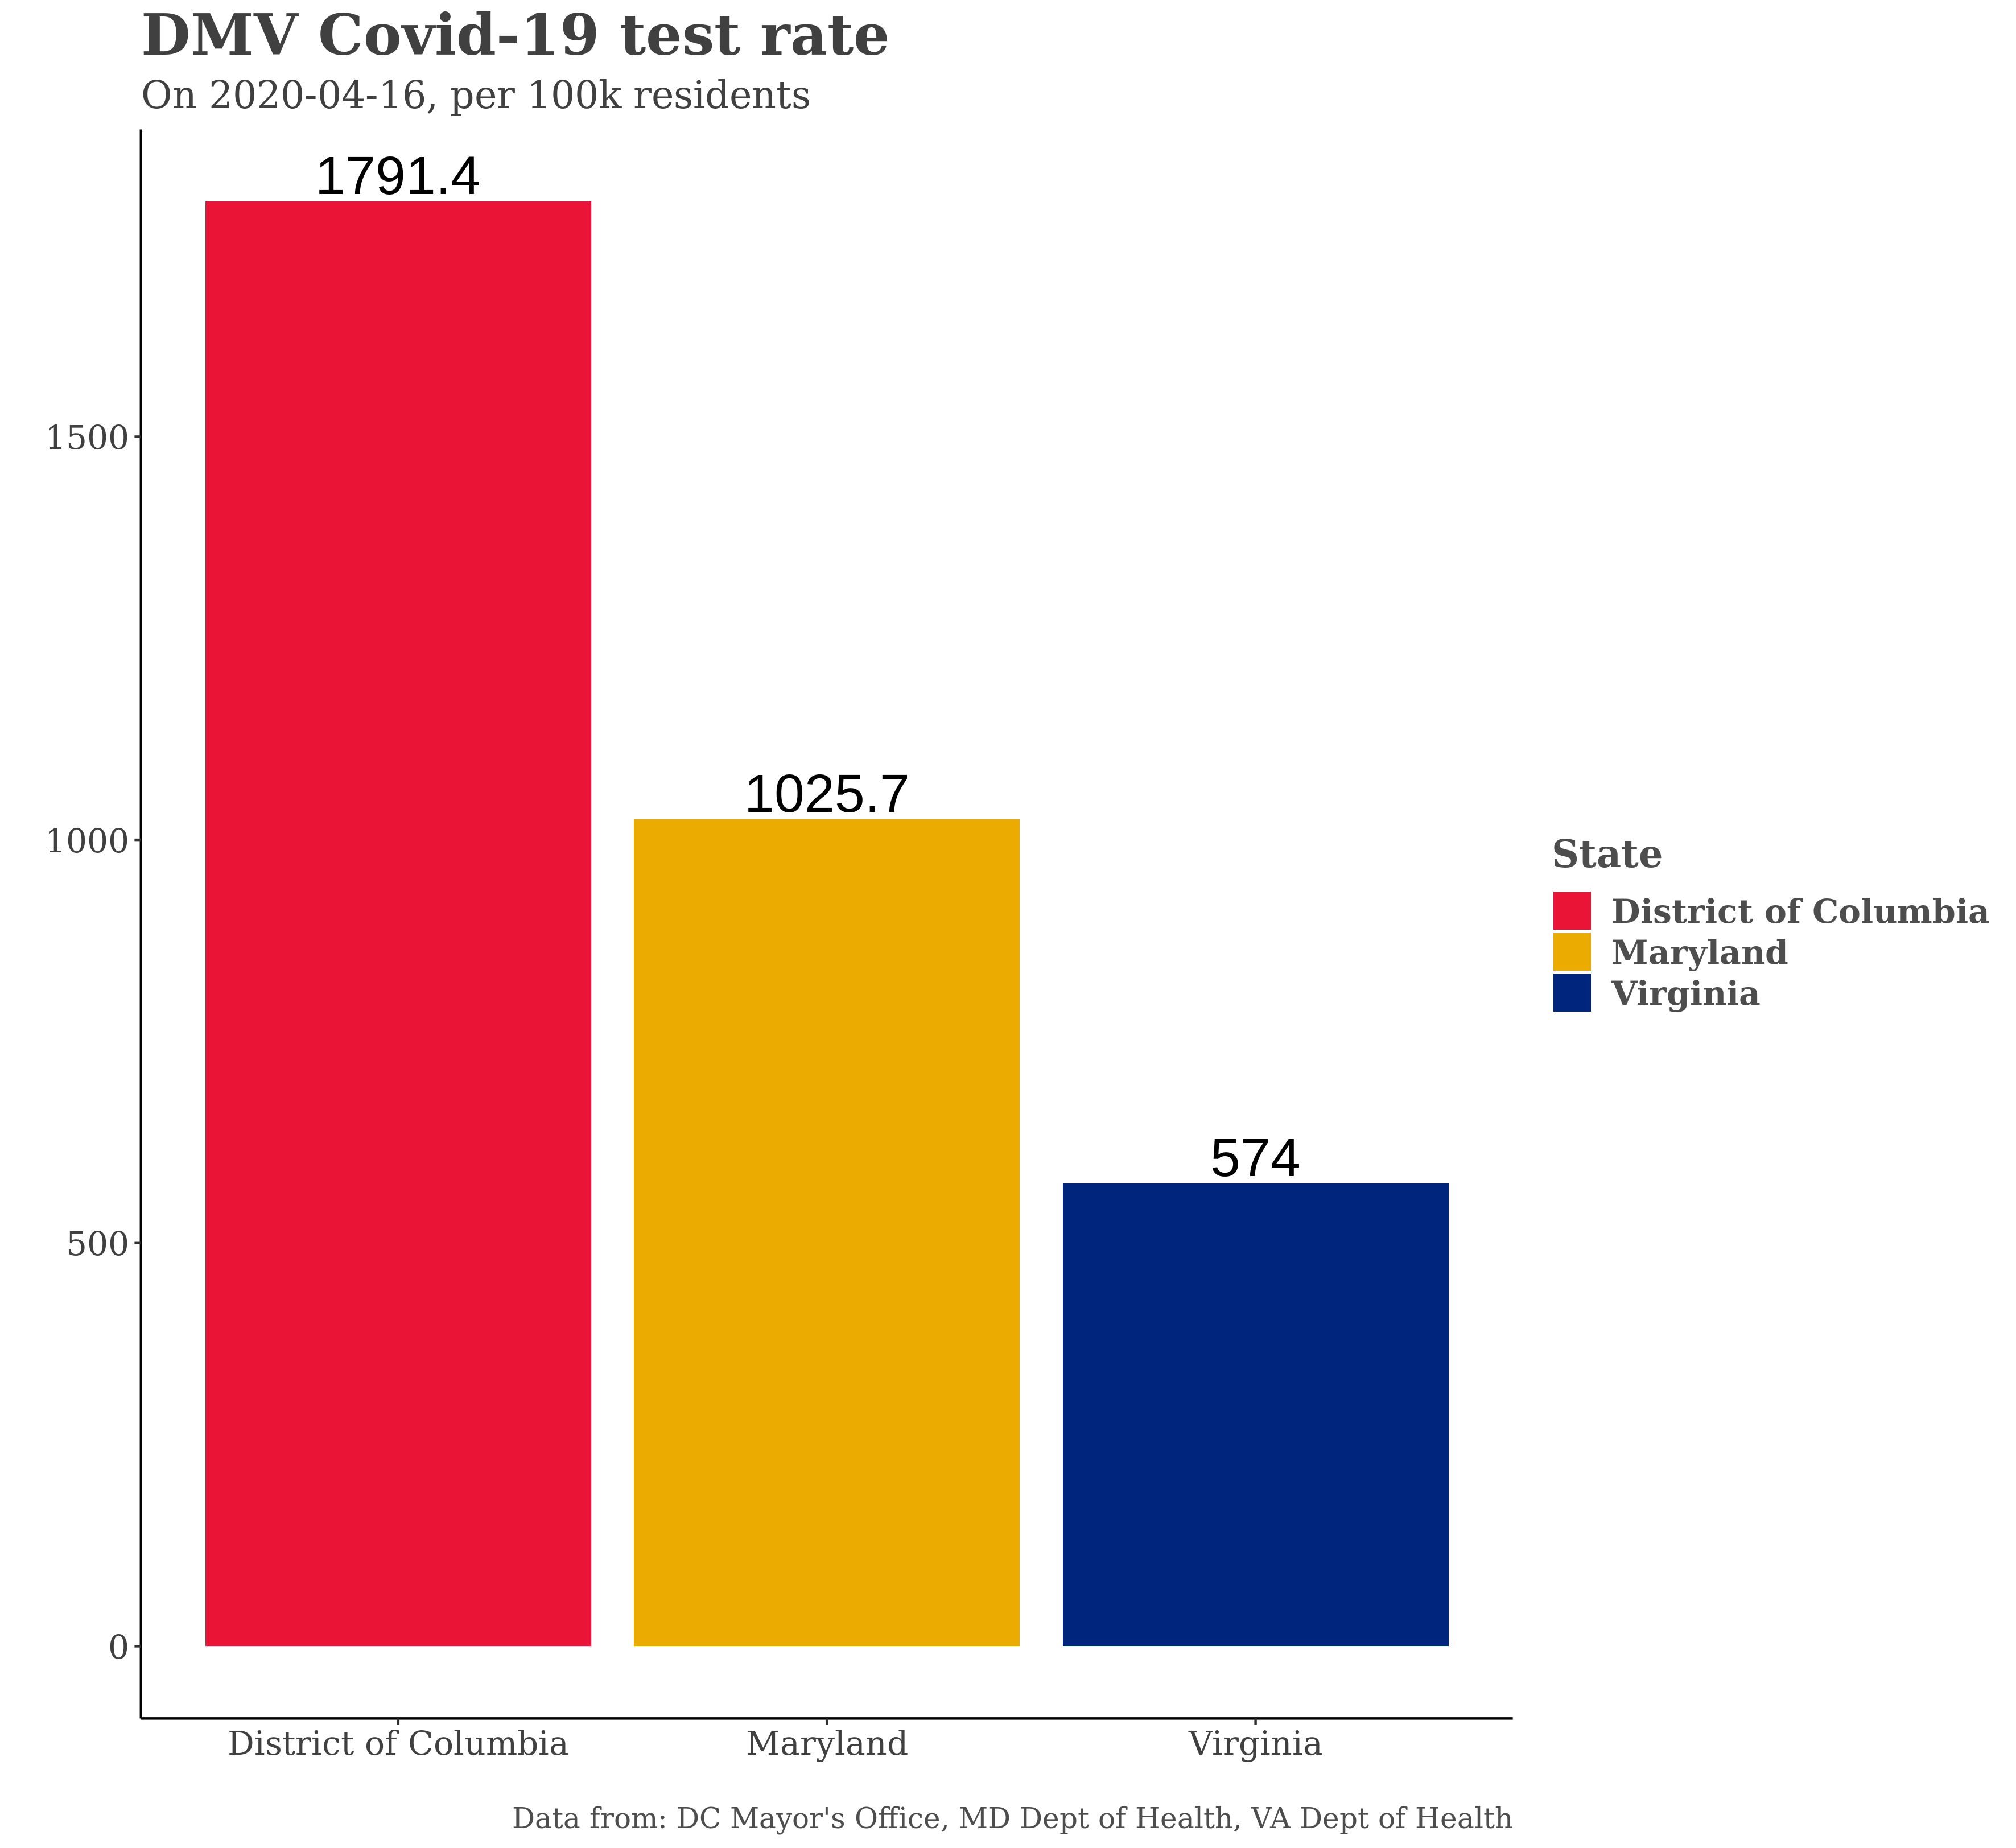 DMV Covid-19 test rate
On 2020-04-16, per 100k residents
1791.4
1500
1025.7
1000
574
500
0
District of Columbia Maryland Virginia
State
District of Columbia
Maryland
Virginia
Data from: DC Mayor's Office, MD Dept of Health, VA Dept of Health